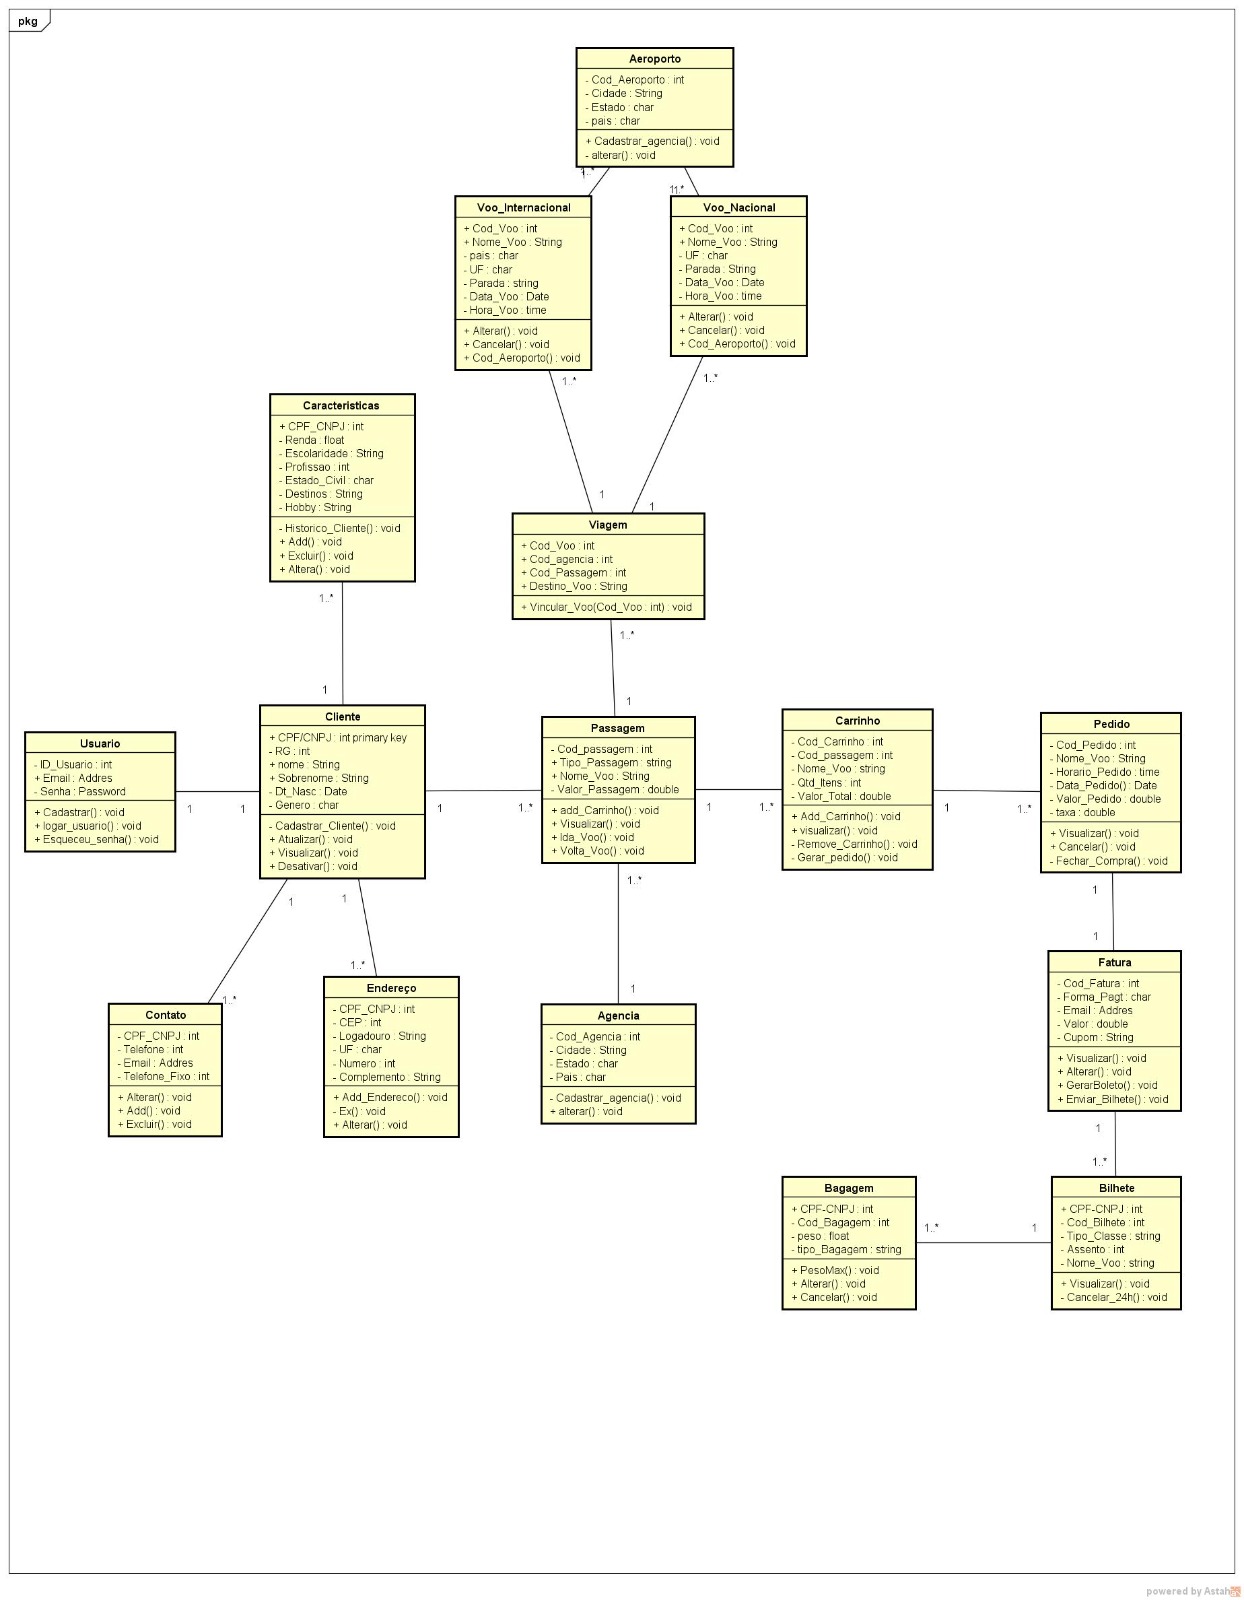 pkg
Aeroporto
- Cod_Aeroporto : int
- Cidade : String
- Estado : char
- pais : char
+ Cadastrar_agencia() : void
- alterar() : void
1..*
1
1..*
Voo_Internacional
+ Cod_Voo : int
+ Nome_Voo : String
- pais : char
- UF : char
- Parada : string
- Data_Voo : Date
- Hora_Voo : time
+ Alterar() : void
+ Cancelar() : void
+ Cod_Aeroporto() : void
Voo_Nacional
+ Cod_Voo : int
+ Nome_Voo : String
- UF : char
- Parada : String
- Data_Voo : Date
- Hora_Voo : time
+ Alterar() : void
+ Cancelar() : void
+ Cod_Aeroporto() : void
1..*
1..*
1
1
Caracteristicas
+ CPF_CNPJ : int
- Renda : float
- Escolaridade : String
- Profissao : int
- Estado_Civil : char
- Destinos : String
- Hobby : String
- Historico_Cliente() : void
+ Add() : void
+ Excluir() : void
+ Altera() : void
1..*
1
Viagem
+ Cod_Voo : int
+ Cod_agencia : int
+ Cod_Passagem : int
+ Destino_Voo : String
+ Vincular_Voo(Cod_Voo : int) : void
1..*
1
Usuario
- ID_Usuario : int
+ Email : Addres
- Senha : Password
+ Cadastrar() : void
+ logar_usuario() : void
+ Esqueceu_senha() : void
1
1
Cliente
+ CPF/CNPJ : int primary key
- RG : int
+ nome : String
+ Sobrenome : String
- Dt_Nasc : Date
- Genero : char
- Cadastrar_Cliente() : void
+ Atualizar() : void
+ Visualizar() : void
+ Desativar() : void
1
1..*
Passagem
- Cod_passagem : int
+ Tipo_Passagem : string
+ Nome_Voo : String
- Valor_Passagem : double
+ add_Carrinho() : void
+ Visualizar() : void
+ Ida_Voo() : void
+ Volta_Voo() : void
1
1..*
Carrinho
- Cod_Carrinho : int
- Cod_passagem : int
- Nome_Voo : string
- Qtd_Itens : int
- Valor_Total : double
+ Add_Carrinho() : void
+ visualizar() : void
- Remove_Carrinho() : void
- Gerar_pedido() : void
1
1..*
Pedido
- Cod_Pedido : int
- Nome_Voo : String
- Horario_Pedido : time
- Data_Pedido() : Date
- Valor_Pedido : double
- taxa : double
+ Visualizar() : void
+ Cancelar() : void
- Fechar_Compra() : void
1
1
1
1..*
1..*
1
1
1..*
Contato
- CPF_CNPJ : int
- Telefone : int
- Email : Addres
- Telefone_Fixo : int
+ Alterar() : void
+ Add() : void
+ Excluir() : void
Endereço
- CPF_CNPJ : int
- CEP : int
- Logadouro : String
- UF : char
- Numero : int
- Complemento : String
+ Add_Endereco() : void
- Ex() : void
+ Alterar() : void
Agencia
- Cod_Agencia : int
- Cidade : String
- Estado : char
- Pais : char
- Cadastrar_agencia() : void
+ alterar() : void
1
Fatura
- Cod_Fatura : int
- Forma_Pagt : char
- Email : Addres
- Valor : double
- Cupom : String
+ Visualizar() : void
+ Alterar() : void
+ GerarBoleto() : void
+ Enviar_Bilhete() : void
1
1..*
Bagagem
+ CPF-CNPJ : int
- Cod_Bagagem : int
- peso : float
- tipo_Bagagem : string
+ PesoMax() : void
+ Alterar() : void
+ Cancelar() : void
1..*
1
Bilhete
+ CPF-CNPJ : int
- Cod_Bilhete : int
- Tipo_Classe : string
- Assento : int
- Nome_Voo : string
+ Visualizar() : void
- Cancelar_24h() : void
powered by Astah